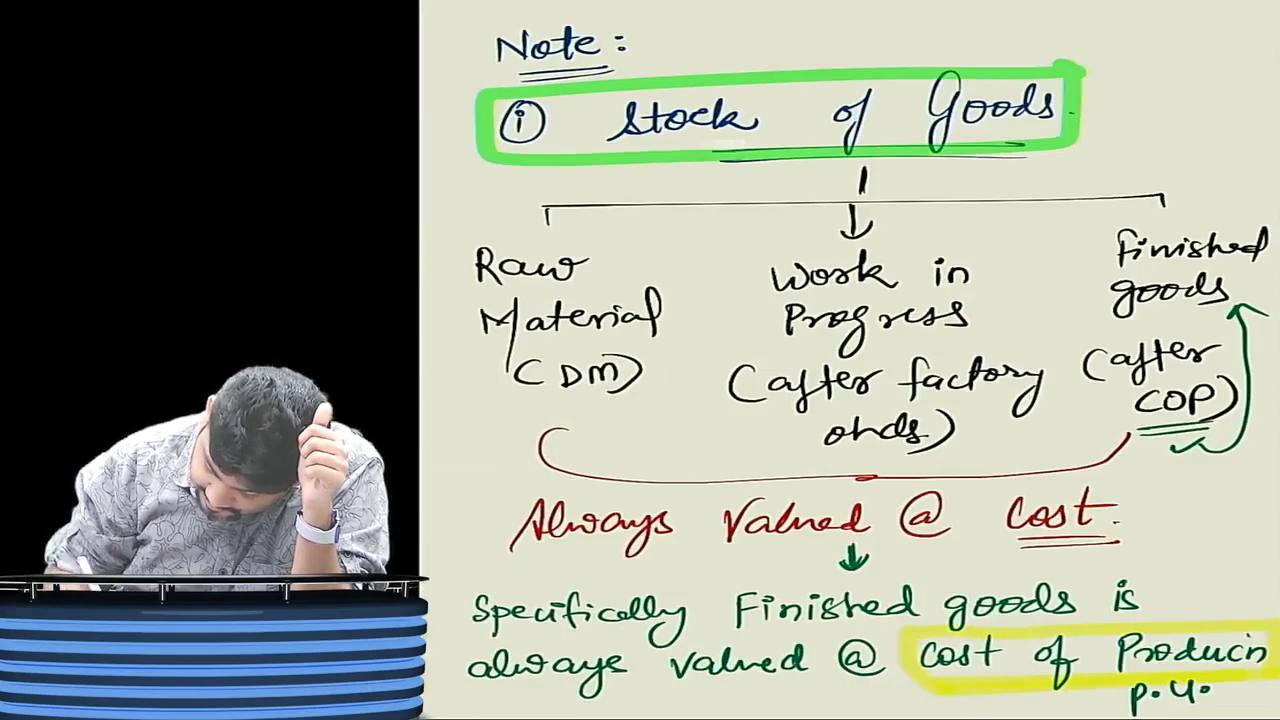 Note:
① Stock of Goods
Raw
Material
(DM)
Work in
Progress
(after factory
ohds)
Finished
goods
(after
COP)
Always Valued @ Cost.
Specifically Finished goods is
always valued @ Cost of Producn
p.u.